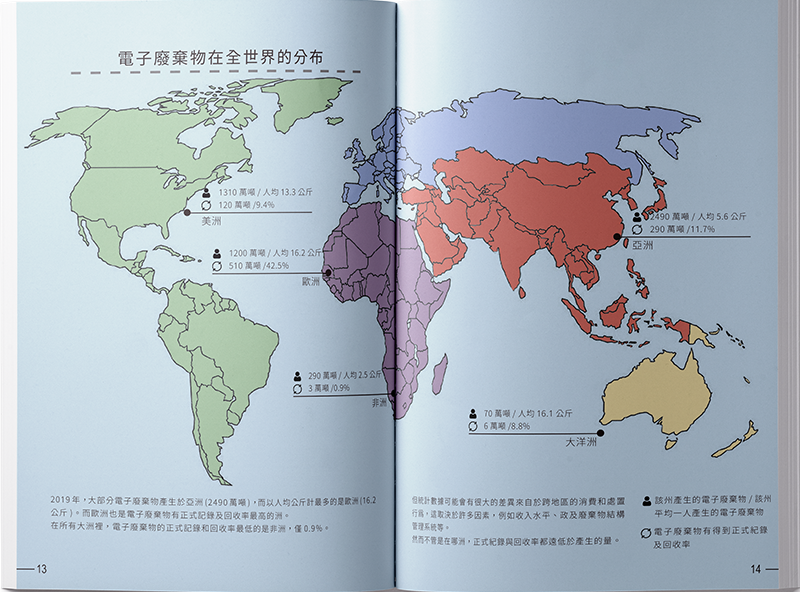 電子廢棄物在全世界的分布
1310 萬噸 / 人均 13.3 公斤
120 萬噸 /9.4%
美洲
1200 萬噸 / 人均 16.2 公斤
510 萬噸 /42.5%
歐洲
290 萬噸 / 人均 2.5 公斤
3 萬噸 /0.9%
非洲
2019 年，大部分電子廢棄物產生於亞洲 (2490 萬噸)，而以人均公斤計最多的是歐洲 (16.2
公斤 )。而歐洲也是電子廢棄物有正式記錄及回收率最高的洲。
在所有大洲裡，電子廢棄物的正式記錄和回收率最低的是非洲，僅 0.9%。
13
2490 萬噸 / 人均 5.6 公斤
290 萬噸 /11.7%
亞洲
70 萬噸 / 人均 16.1 公斤
6 萬噸 /8.8%
大洋洲
但統計數據可能會有很大的差異來自於跨地區的消費和處置
行爲，這取決於許多因素，例如收入水平、政及廢棄物結構
管理系統等。
然而不管是在哪洲，正式紀錄與回收率都遠低於產生的量。
該州產生的電子廢棄物 / 該州
平均一人產生的電子廢棄物
電子廢棄物有得到正式紀錄
及回收率
14